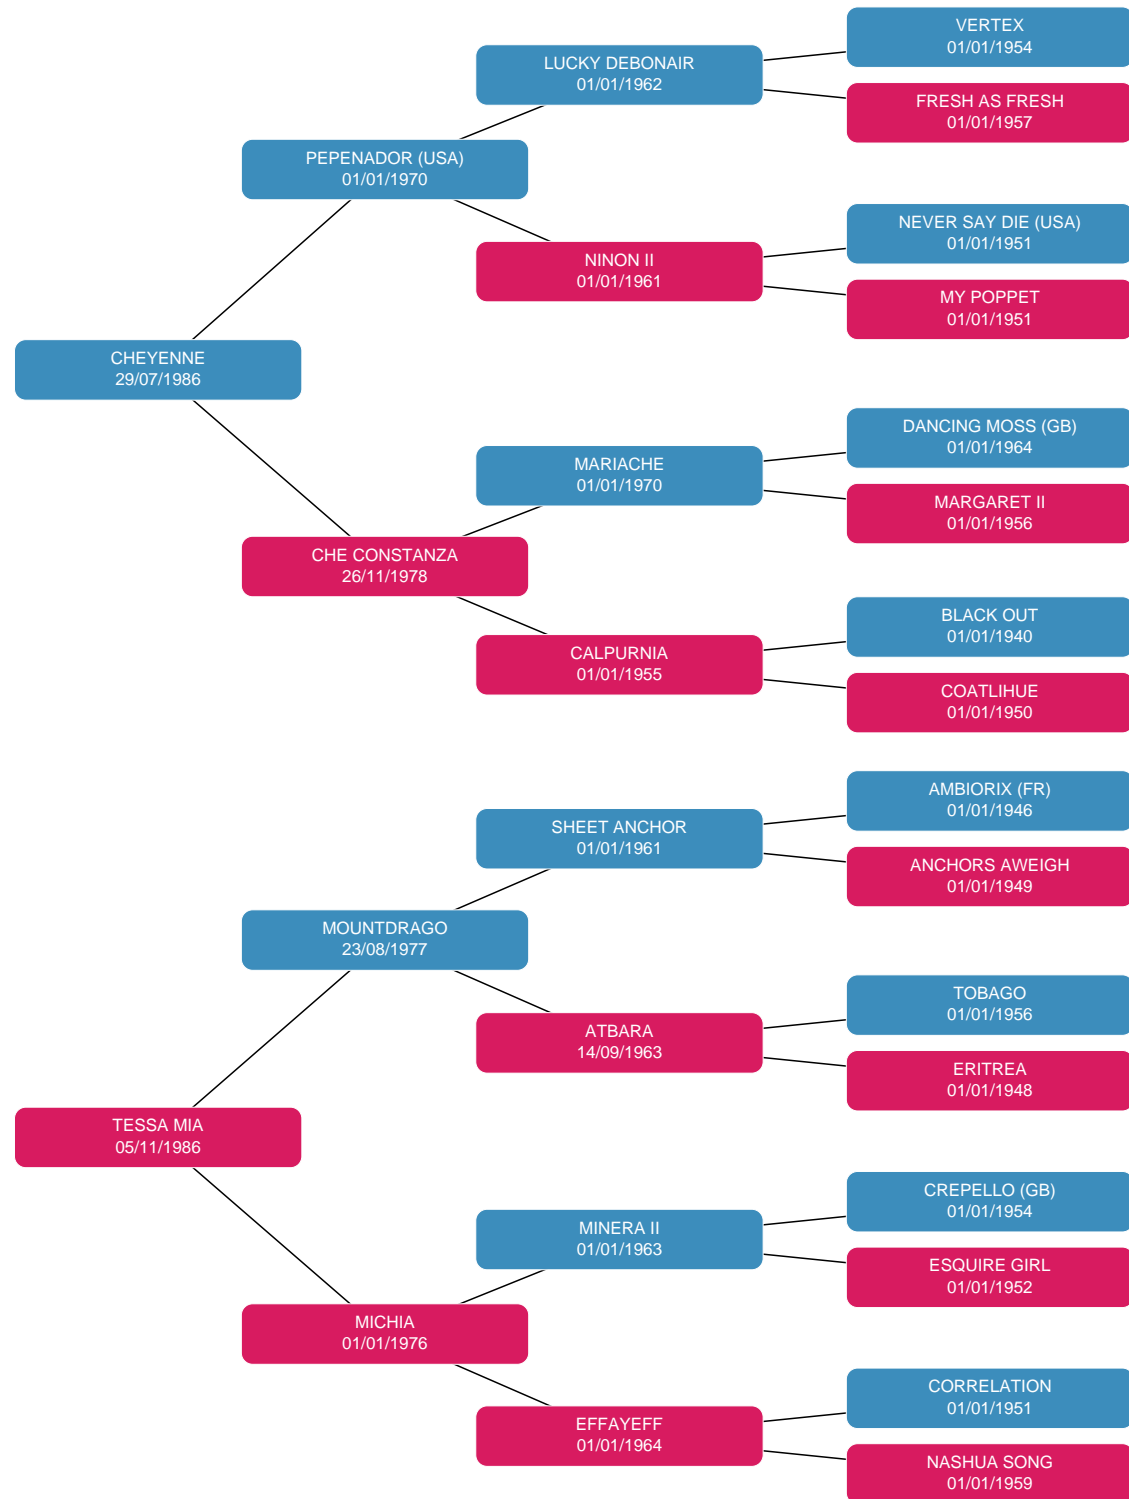 VERTEX
01/01/1954
LUCKY DEBONAIR
01/01/1962
FRESH AS FRESH
01/01/1957
PEPENADOR (USA)
01/01/1970
NEVER SAY DIE (USA)
01/01/1951
NINON II
01/01/1961
MY POPPET
01/01/1951
CHEYENNE
29/07/1986
DANCING MOSS (GB)
01/01/1964
MARIACHE
01/01/1970
MARGARET II
01/01/1956
CHE CONSTANZA
26/11/1978
BLACK OUT
01/01/1940
CALPURNIA
01/01/1955
COATLIHUE
01/01/1950
AMBIORIX (FR)
01/01/1946
SHEET ANCHOR
01/01/1961
ANCHORS AWEIGH
01/01/1949
MOUNTDRAGO
23/08/1977
TOBAGO
01/01/1956
ATBARA
14/09/1963
ERITREA
01/01/1948
TESSA MIA
05/11/1986
CREPELLO (GB)
01/01/1954
MINERA II
01/01/1963
ESQUIRE GIRL
01/01/1952
MICHIA
01/01/1976
CORRELATION
01/01/1951
EFFAYEFF
01/01/1964
NASHUA SONG
01/01/1959